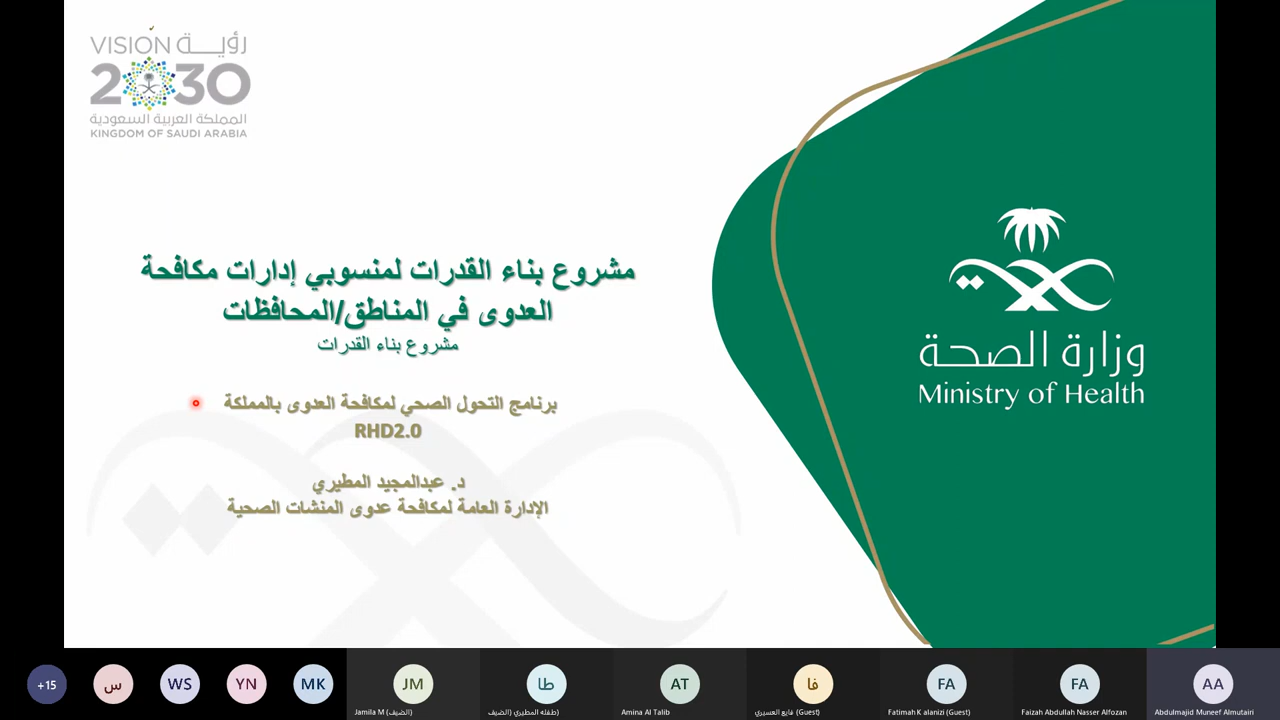 VISION رؤيــة
2030
المملكة العربية السعودية
KINGDOM OF SAUDI ARABIA
مشروع بناء القدرات لمنسوبي إدارات مكافحة
العدوى في المناطق/المحافظات
مشروع بناء القدرات
برنامج التحول الصحي لمكافحة العدوى بالمملكة
RHD2.0
د. عبدالمجيد المطيري
الإدارة العامة لمكافحة عدوى المنشات الصحية
وزارة الصحة
Ministry of Health
+15
س
WS
YN
MK
JM
طا
AT
فا
FA
FA
AA
Jamila M (الضيف)
طفله المطيري (الضيف)
Amina Al Talib
فايع العسيري (Guest)
Fatimah K alanizi (Guest)
Faizah Abdullah Nasser Alfozan
Abdulmajid Muneef Almutairi